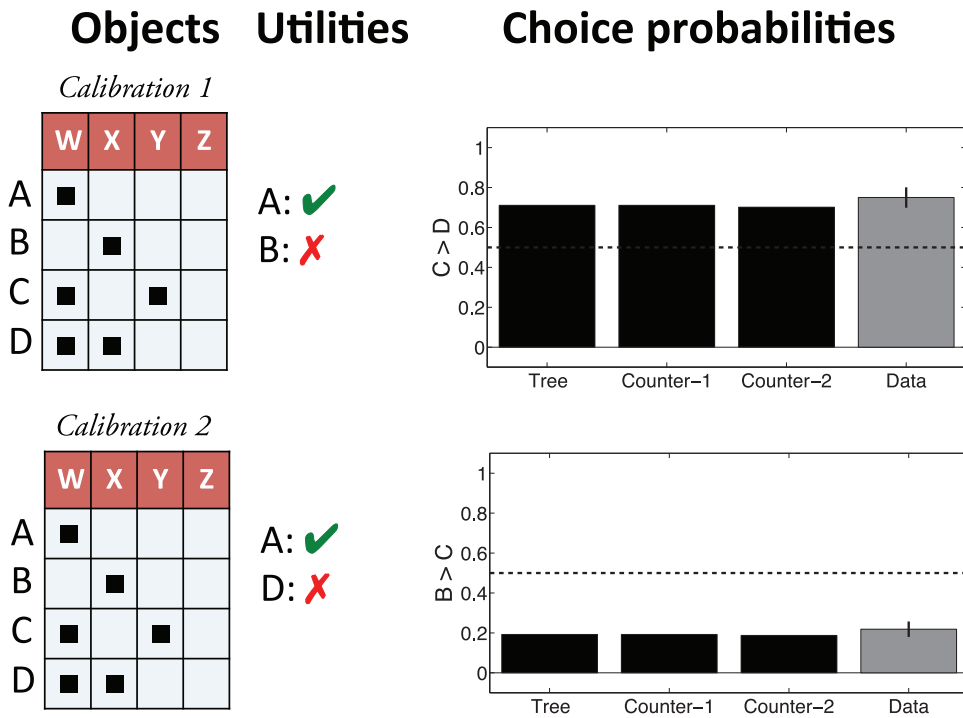 Objects Utilities Choice probabilities
Calibration 1
W X Y Z
A
B
C
D
A: ✔
B: ✗
C > D
1
0.8
0.6
0.4
0.2
0
Tree Counter−1 Counter−2 Data
Calibration 2
W X Y Z
A
B
C
D
A: ✔
D: ✗
B > C
1
0.8
0.6
0.4
0.2
0
Tree Counter−1 Counter−2 Data